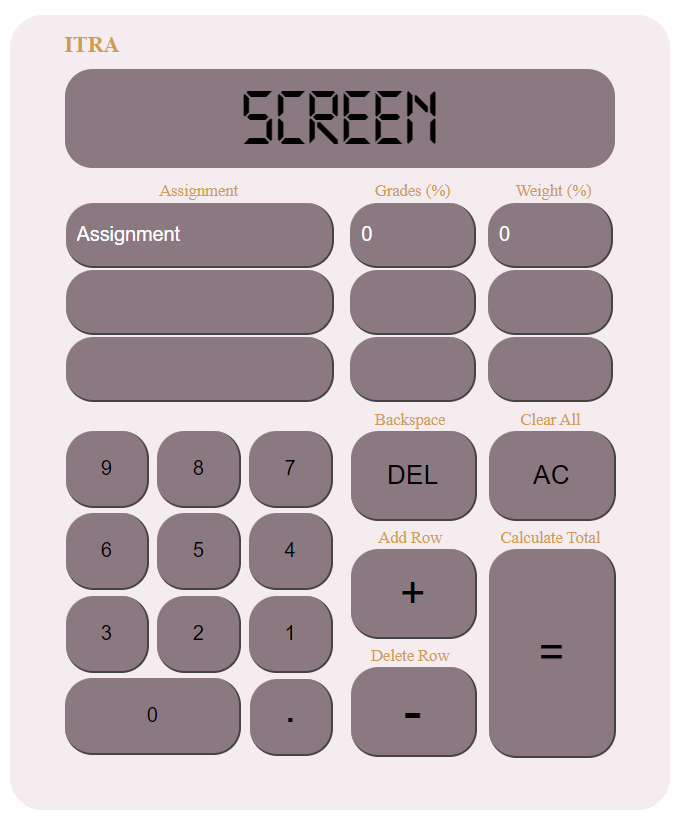 ITRA
SCREEN
Assignment Grades (%) Weight (%)
Assignment 0 0
Backspace Clear All
9 8 7 DEL AC
Add Row Calculate Total
6 5 4 +
3 2 1 =
Delete Row
0 . -